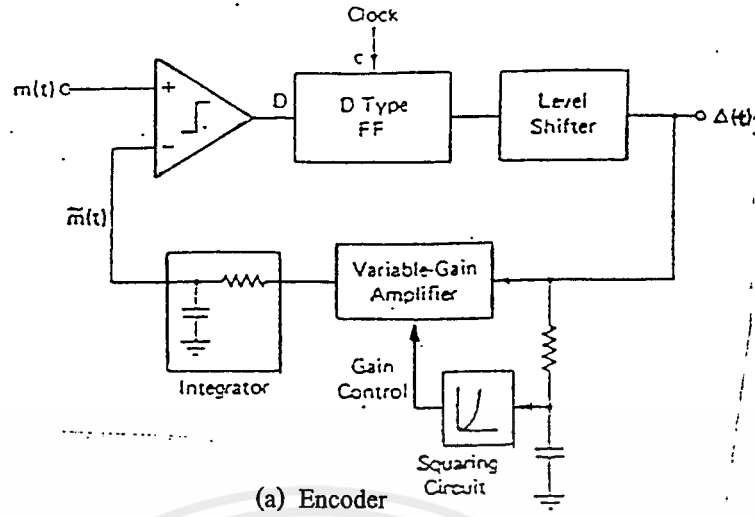 Clock
c
m(t)
+
D
D Type
FF
Level
Shifter
Δ(t)
−
m̃(t)
Variable-Gain
Amplifier
Integrator
Gain
Control
Squaring
Circuit
(a) Encoder